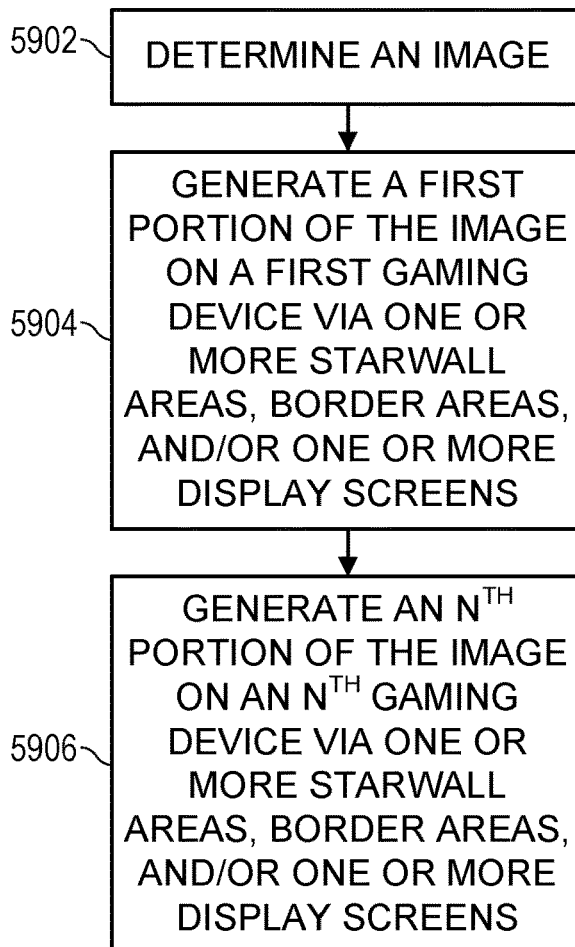 5902
DETERMINE AN IMAGE
5904
GENERATE A FIRST
PORTION OF THE IMAGE
ON A FIRST GAMING
DEVICE VIA ONE OR
MORE STARWALL
AREAS, BORDER AREAS,
AND/OR ONE OR MORE
DISPLAY SCREENS
5906
GENERATE AN NTH
PORTION OF THE IMAGE
ON AN NTH GAMING
DEVICE VIA ONE OR
MORE STARWALL
AREAS, BORDER AREAS,
AND/OR ONE OR MORE
DISPLAY SCREENS